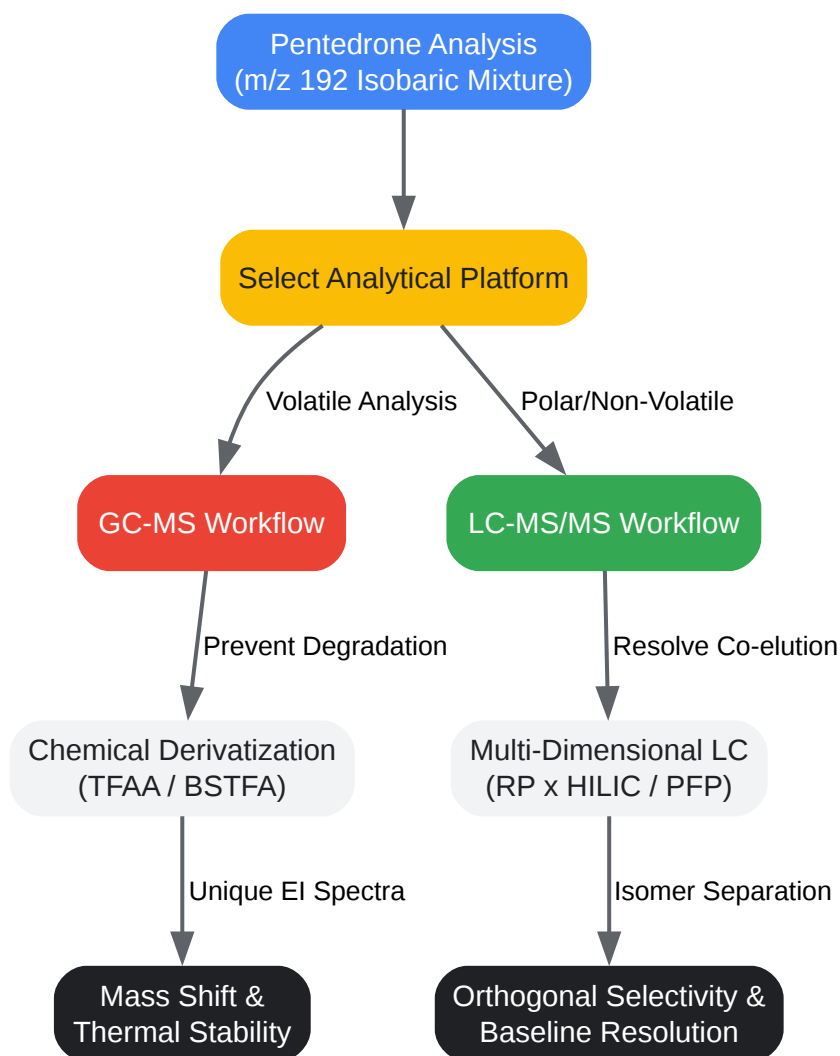 Pentedrone Analysis
(m/z 192 Isobaric Mixture)
Select Analytical Platform
Volatile Analysis
Polar/Non-Volatile
GC-MS Workflow
LC-MS/MS Workflow
Prevent Degradation
Resolve Co-elution
Chemical Derivatization
(TFAA / BSTFA)
Multi-Dimensional LC
(RP x HILIC / PFP)
Unique EI Spectra
Isomer Separation
Mass Shift &
Thermal Stability
Orthogonal Selectivity &
Baseline Resolution